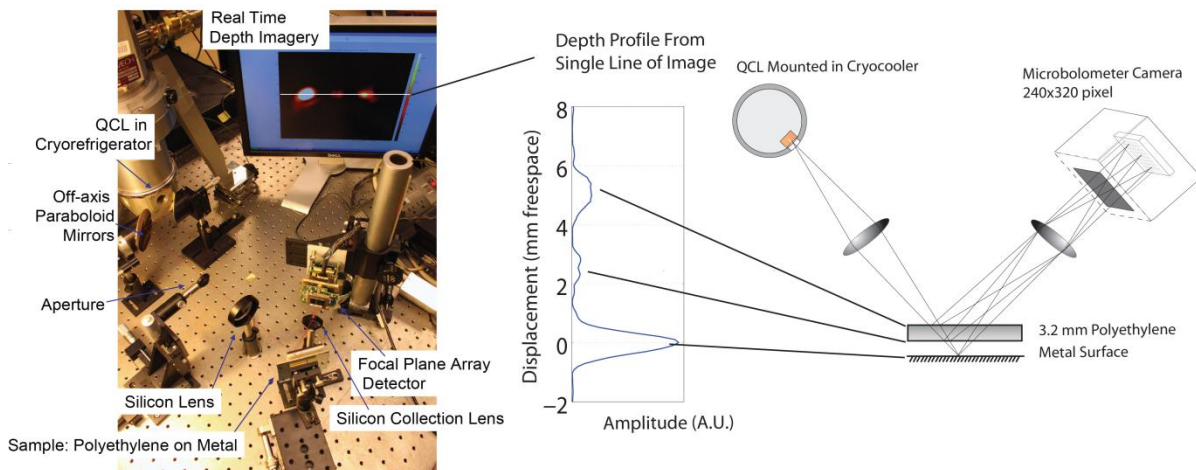 Real Time
Depth Imagery
QCL in
Cryorefrigerator
Off-axis
Paraboloid
Mirrors
Aperture
Silicon Lens
Sample: Polyethylene on Metal
Focal Plane Array
Detector
Silicon Collection Lens
Depth Profile From
Single Line of Image
8
6
4
2
0
−2
Displacement (mm freespace)
Amplitude (A.U.)
QCL Mounted in Cryocooler
Microbolometer Camera
240x320 pixel
3.2 mm Polyethylene
Metal Surface